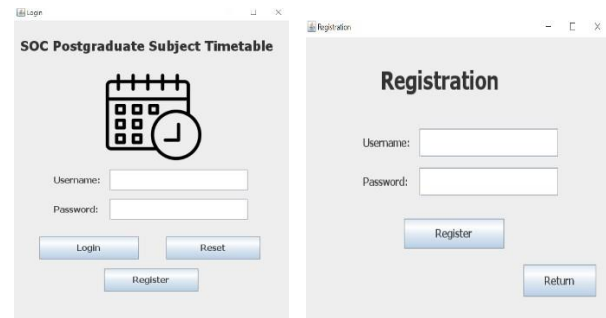 Login
SOC Postgraduate Subject Timetable
Username:
Password:
Login Reset
Register
Registration
Registration
Username:
Password:
Register
Return